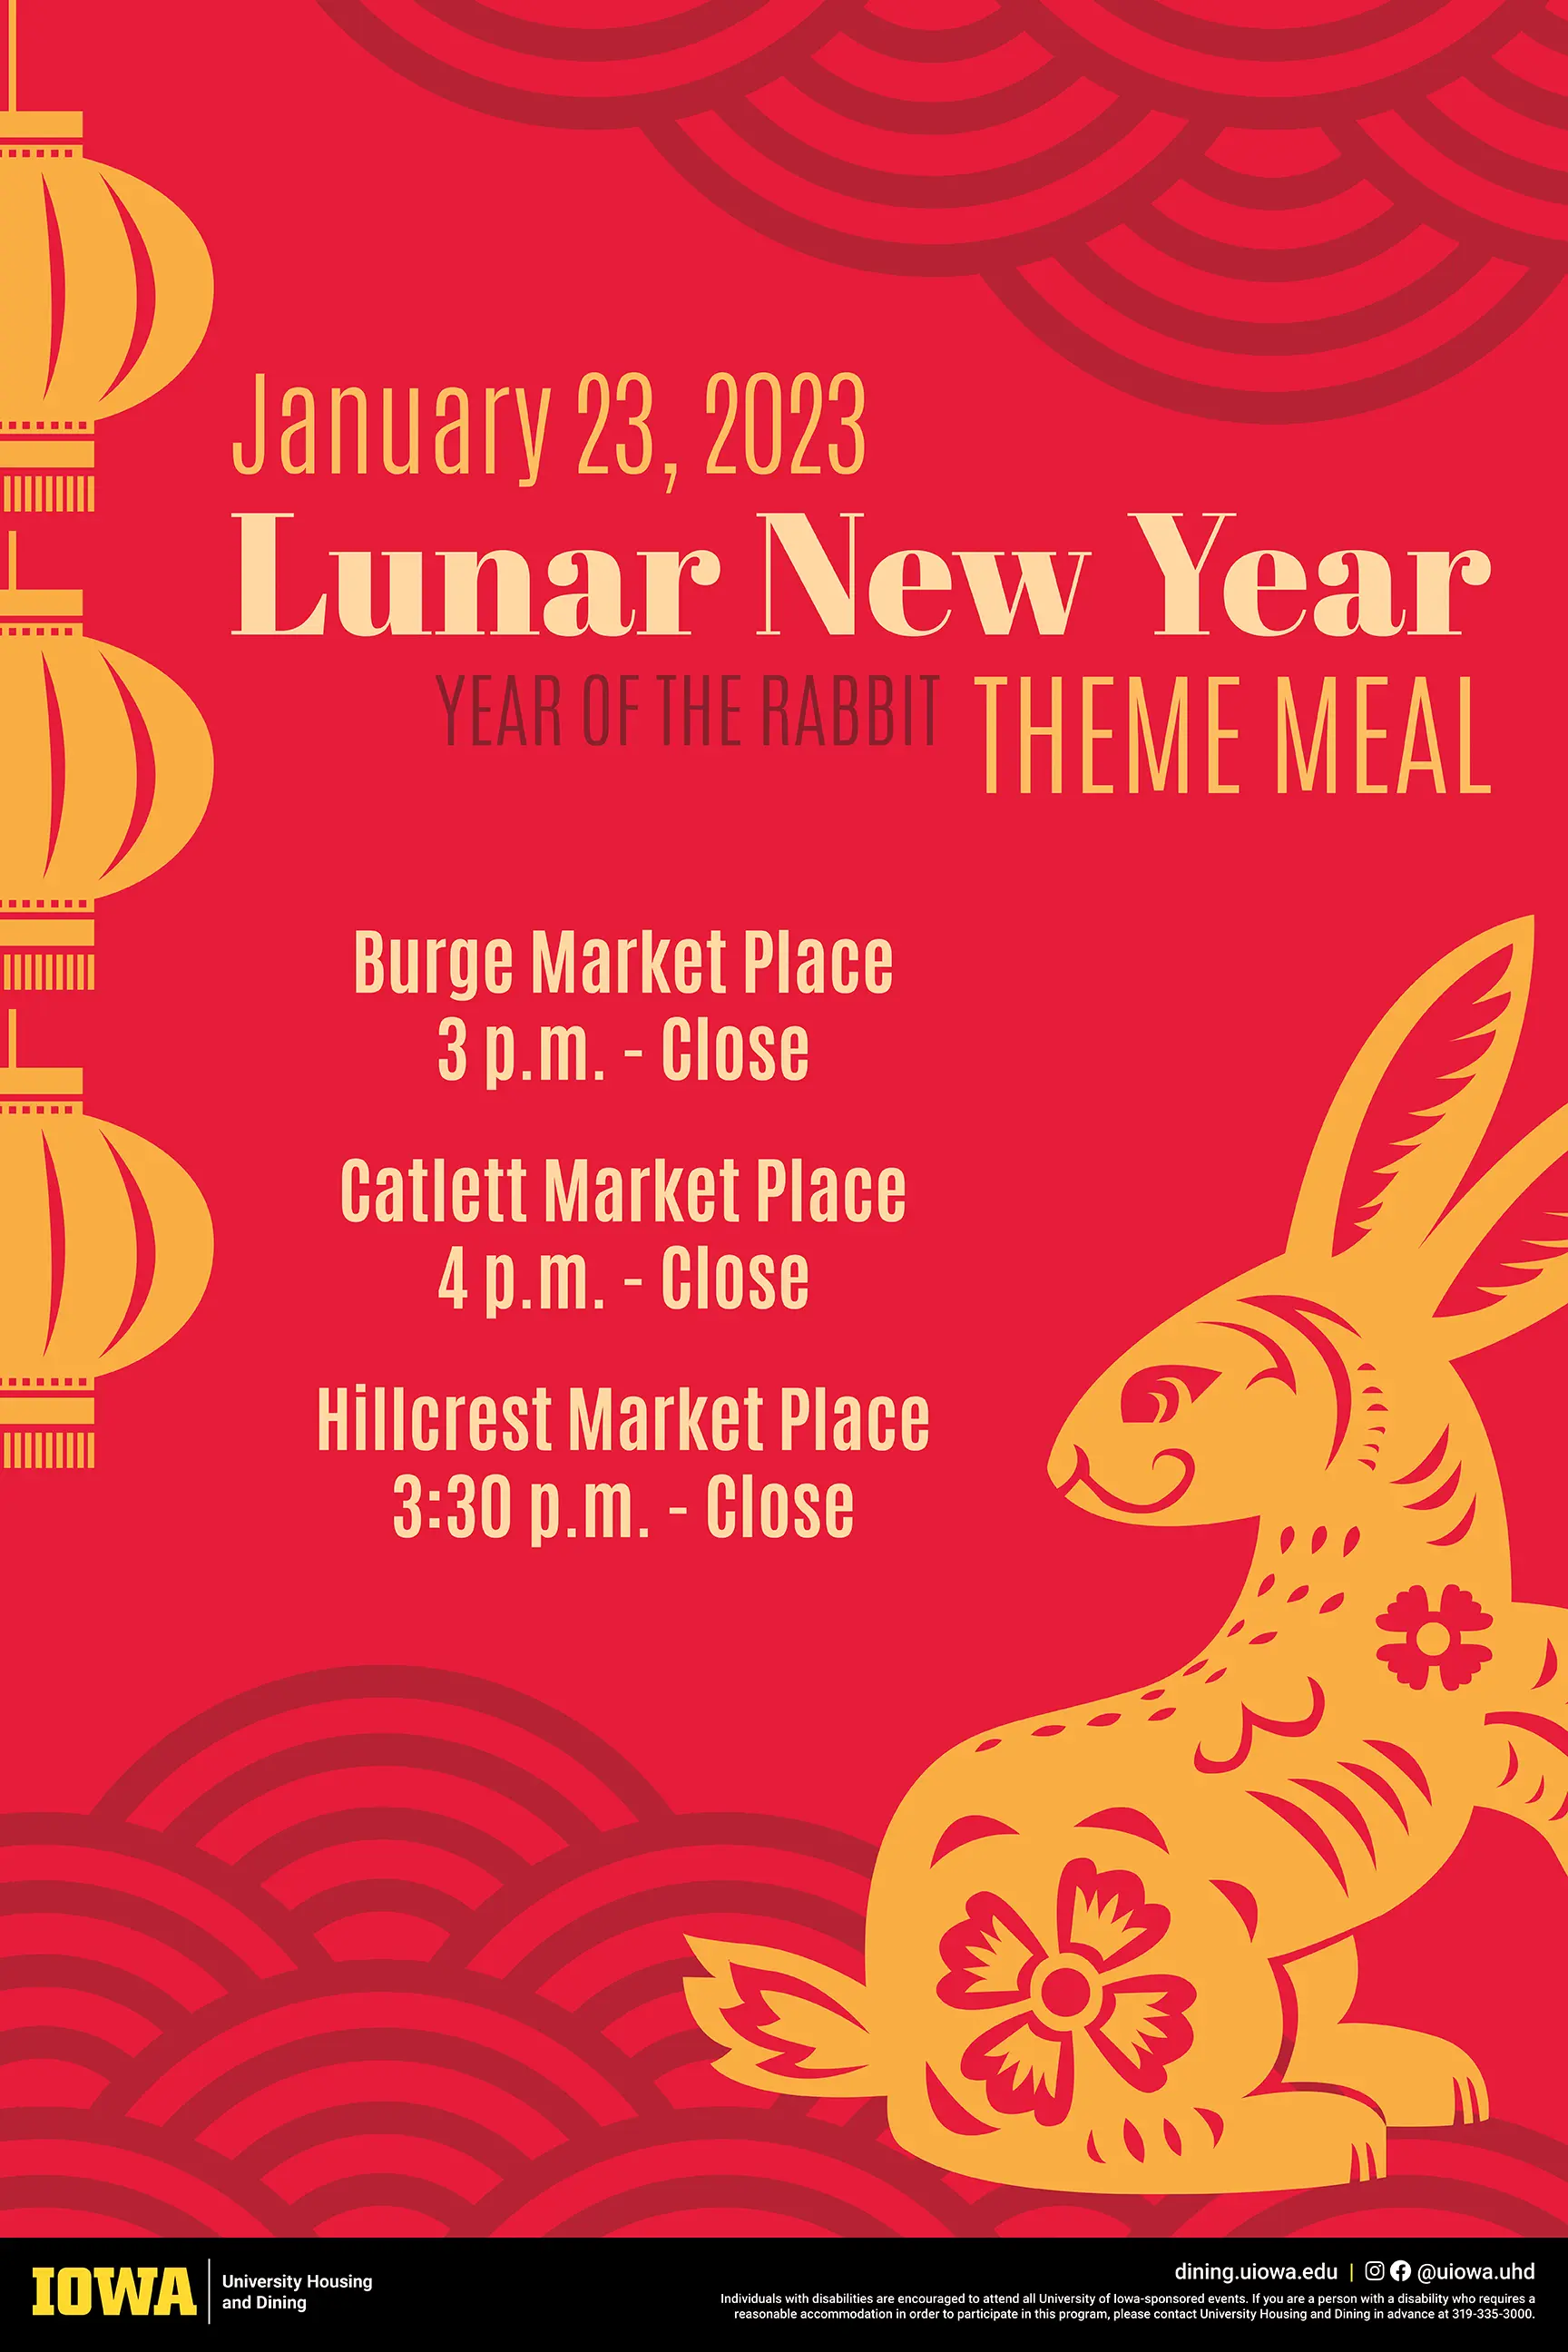 January 23, 2023
Lunar New Year
YEAR OF THE RABBIT THEME MEAL
Burge Market Place
3 p.m. - Close
Catlett Market Place
4 p.m. - Close
Hillcrest Market Place
3:30 p.m. - Close
IOWA
University Housing
and Dining
dining.uiowa.edu | @uiowa.uhd
Individuals with disabilities are encouraged to attend all University of Iowa-sponsored events. If you are a person with a disability who requires a
reasonable accommodation in order to participate in this program, please contact University Housing and Dining in advance at 319-335-3000.